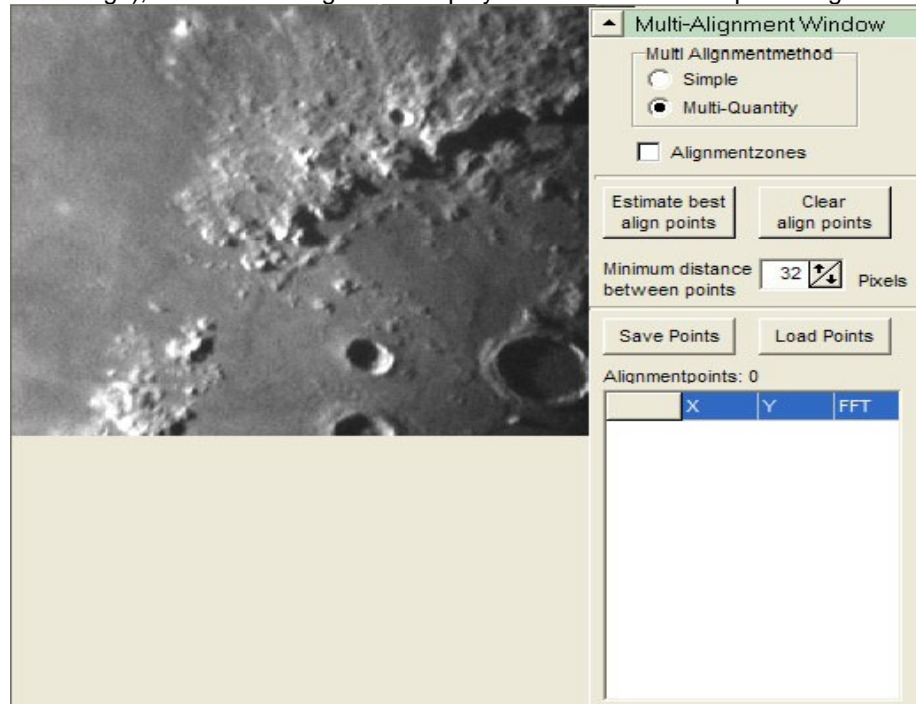 Multi-Alignment Window
Multi Alignmentmethod
Simple
Multi-Quantity
Alignmentzones
Estimate best
align points
Clear
align points
Minimum distance
between points
32
Pixels
Save Points
Load Points
Alignmentpoints: 0
X Y FFT